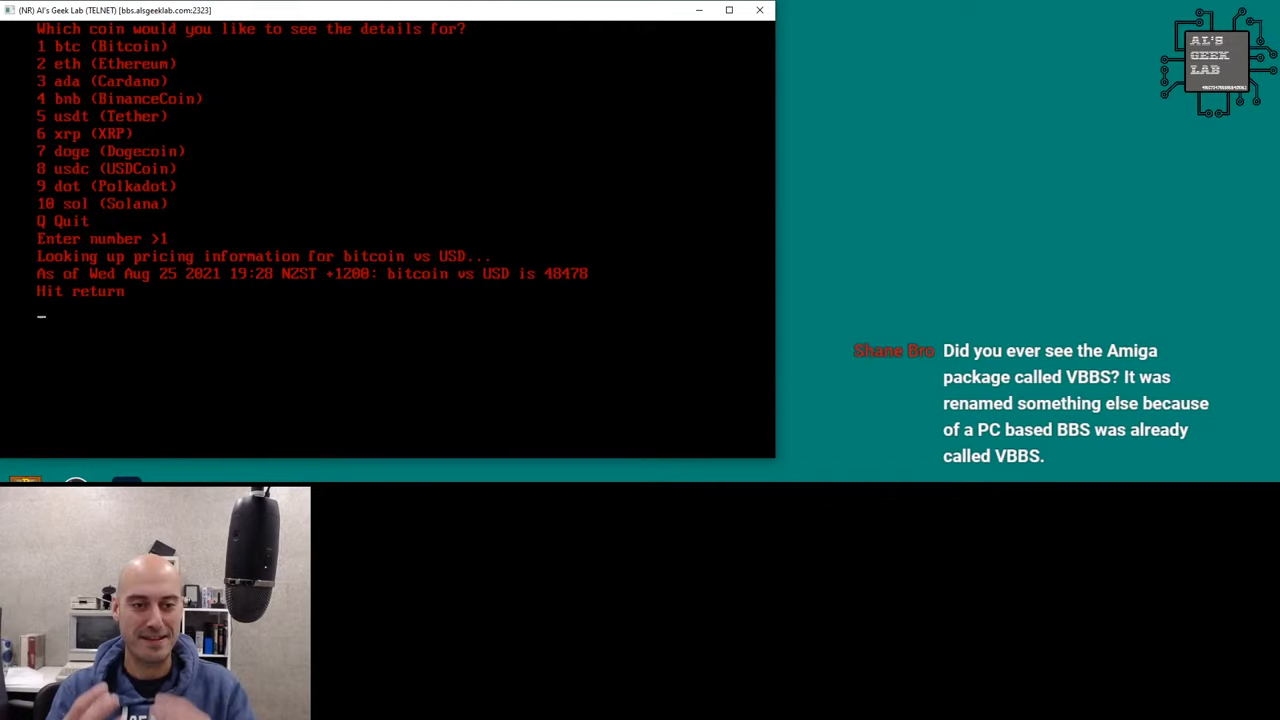 (NR) Al's Geek Lab (TELNET) [bbs.alsgeeklab.com:2323]
Which coin would you like to see the details for?
1 btc (Bitcoin)
2 eth (Ethereum)
3 ada (Cardano)
4 bnb (BinanceCoin)
5 usdt (Tether)
6 xrp (XRP)
7 doge (Dogecoin)
8 usdc (USDCoin)
9 dot (Polkadot)
10 sol (Solana)
Q Quit
Enter number >1
Looking up pricing information for bitcoin vs USD...
As of Wed Aug 25 2021 19:28 NZST +1200: bitcoin vs USD is 48478
Hit return
AL'S
GEEK
LAB
Shane Bro Did you ever see the Amiga
package called VBBS? It was
renamed something else because
of a PC based BBS was already
called VBBS.